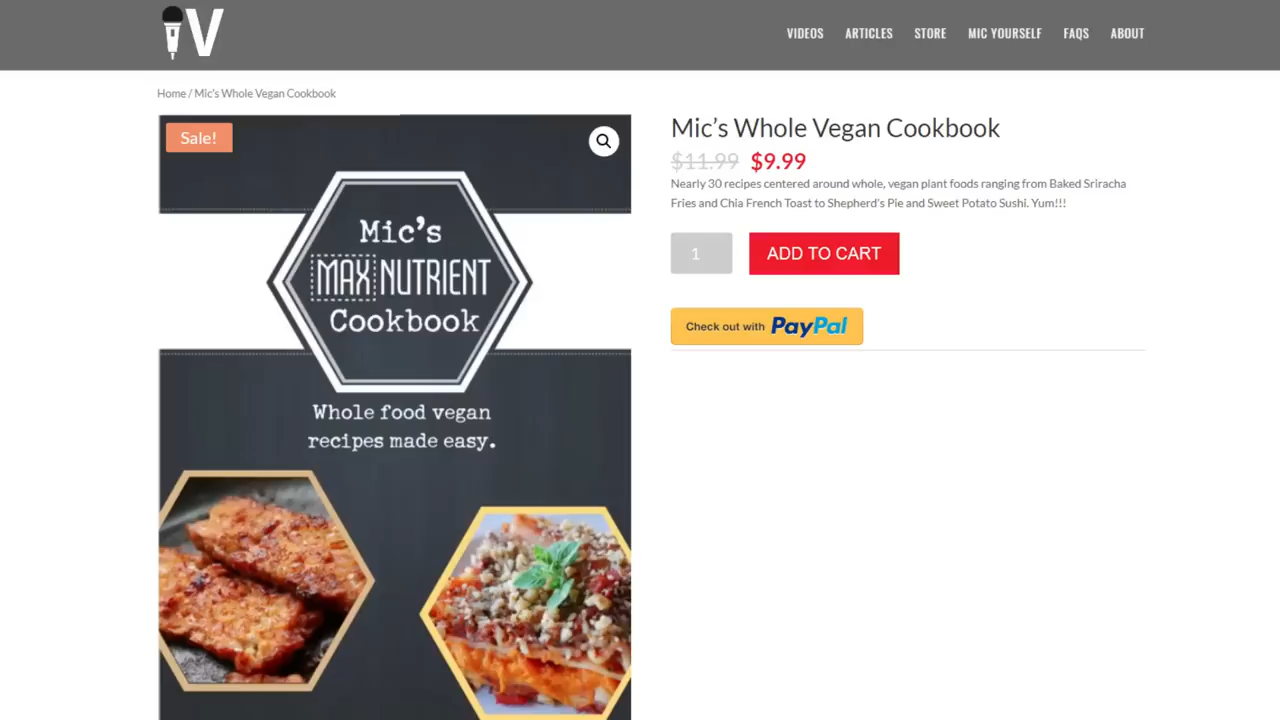 V
VIDEOS ARTICLES STORE MIC YOURSELF FAQS ABOUT
Home / Mic's Whole Vegan Cookbook
Sale!
Mic's
MAX NUTRIENT
Cookbook
Whole food vegan
recipes made easy.
Mic’s Whole Vegan Cookbook
$11.99 $9.99
Nearly 30 recipes centered around whole, vegan plant foods ranging from Baked Sriracha
Fries and Chia French Toast to Shepherd's Pie and Sweet Potato Sushi. Yum!!!
1 ADD TO CART
Check out with PayPal